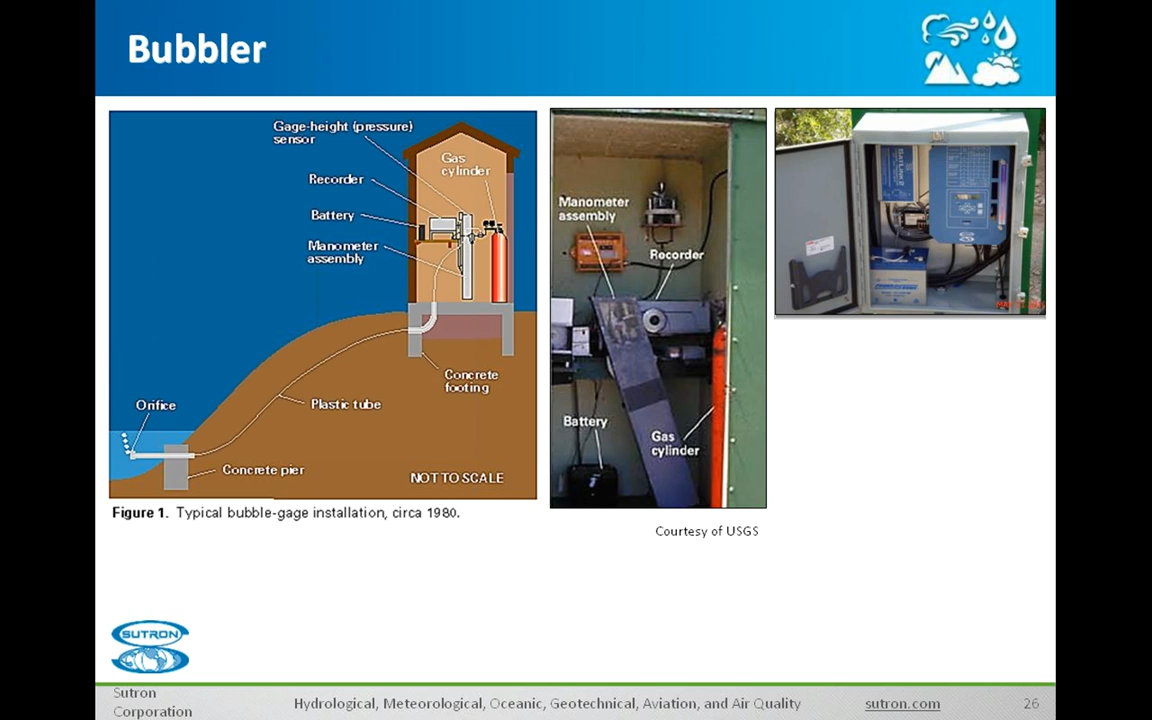 Bubbler
Gage-height (pressure)
sensor
Gas
cylinder
Recorder
Battery
Manometer
assembly
Concrete
footing
Orifice
Plastic tube
Concrete pier
NOT TO SCALE
Figure 1. Typical bubble-gage installation, circa 1980.
Manometer
assembly
Recorder
Battery
Gas
cylinder
Courtesy of USGS
SUTRON
Sutron
Corporation
Hydrological, Meteorological, Oceanic, Geotechnical, Aviation, and Air Quality
sutron.com
26